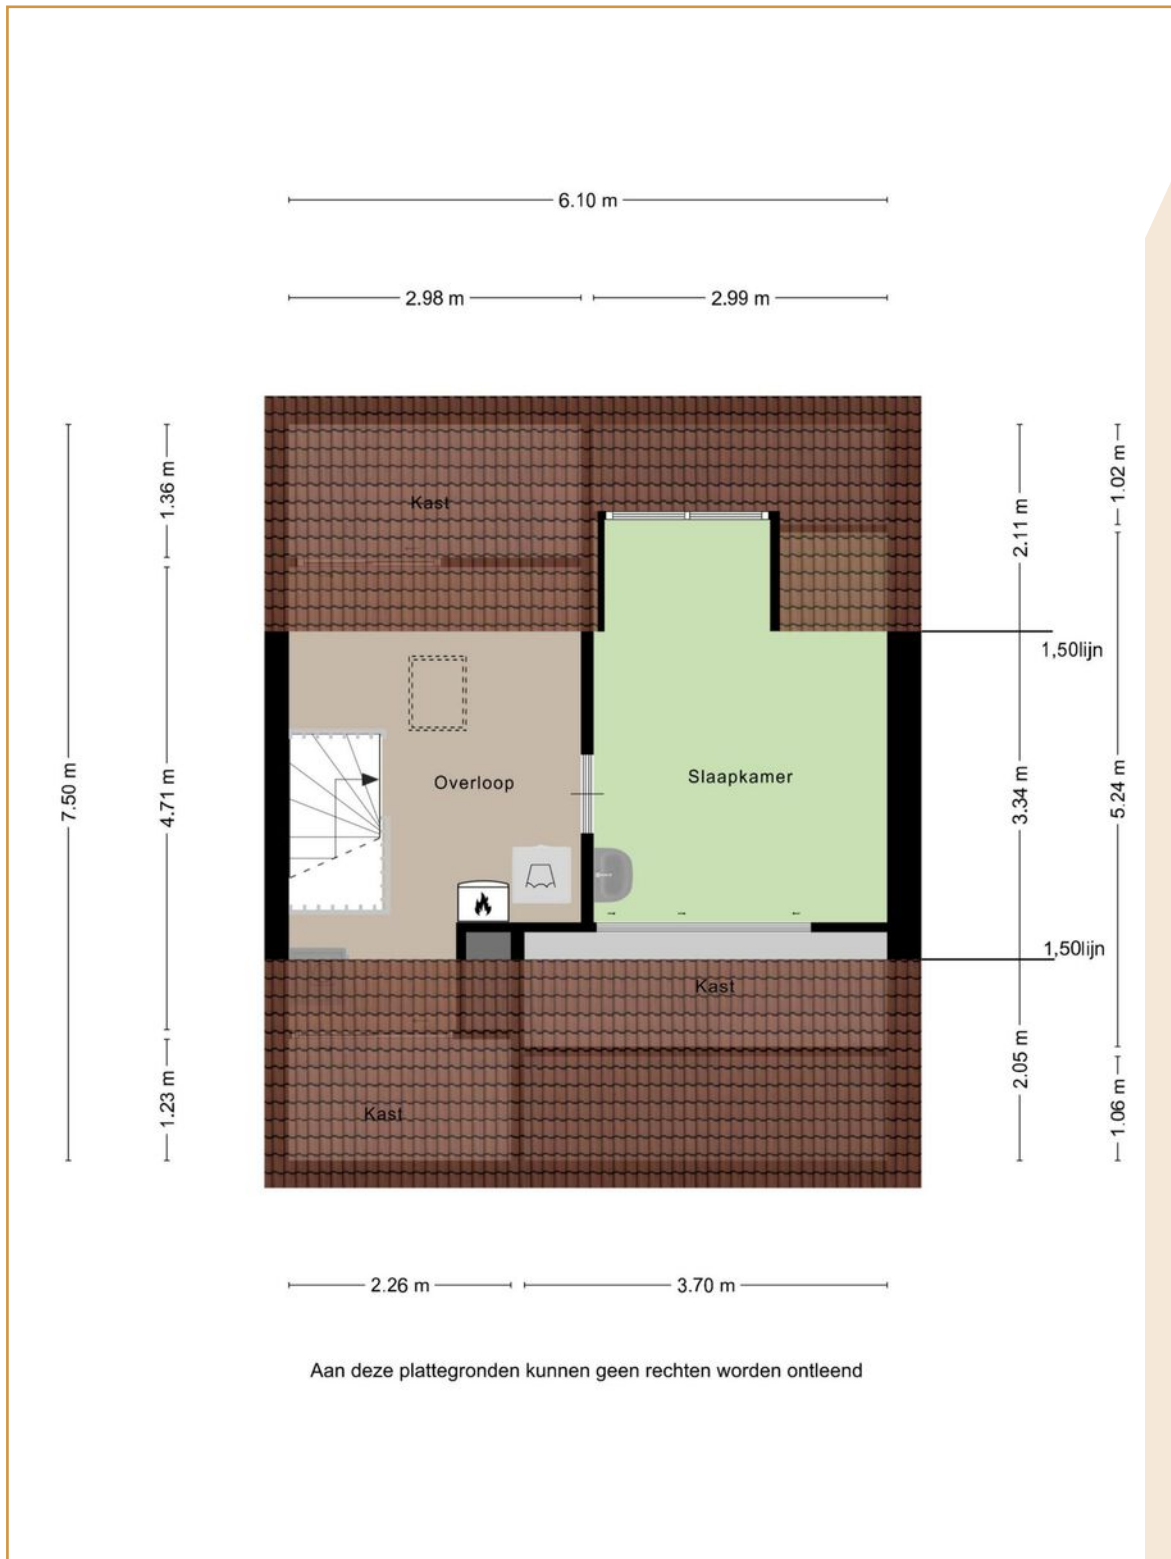 6.10 m
2.98 m
2.99 m
1.36 m
4.71 m
1.23 m
7.50 m
2.11 m
3.34 m
2.05 m
1.02 m
5.24 m
1.06 m
Kast
1,50lijn
Overloop
Slaapkamer
1,50lijn
Kast
Kast
2.26 m
3.70 m
Aan deze plattegronden kunnen geen rechten worden ontleend